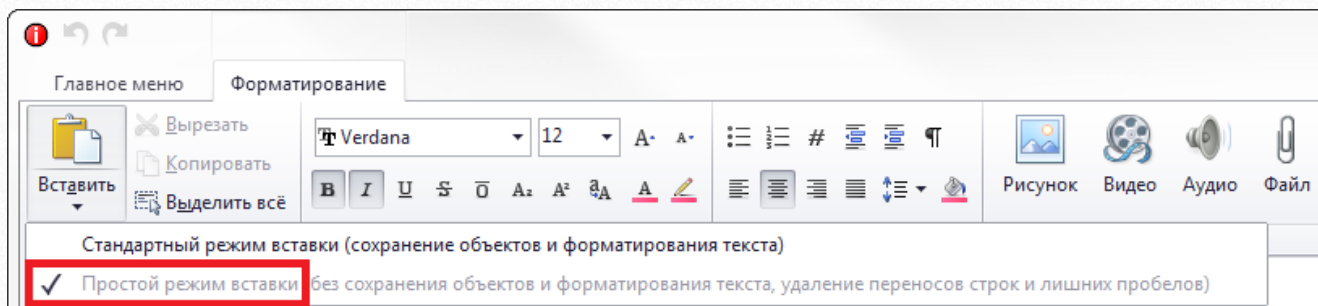 Главное меню Форматирование
Вырезать
Verdana 12
Копировать
Вставить
Выделить всё
Рисунок Видео Аудио Файл
Стандартный режим вставки (сохранение объектов и форматирования текста)
Простой режим вставки (без сохранения объектов и форматирования текста, удаление переносов строк и лишних пробелов)